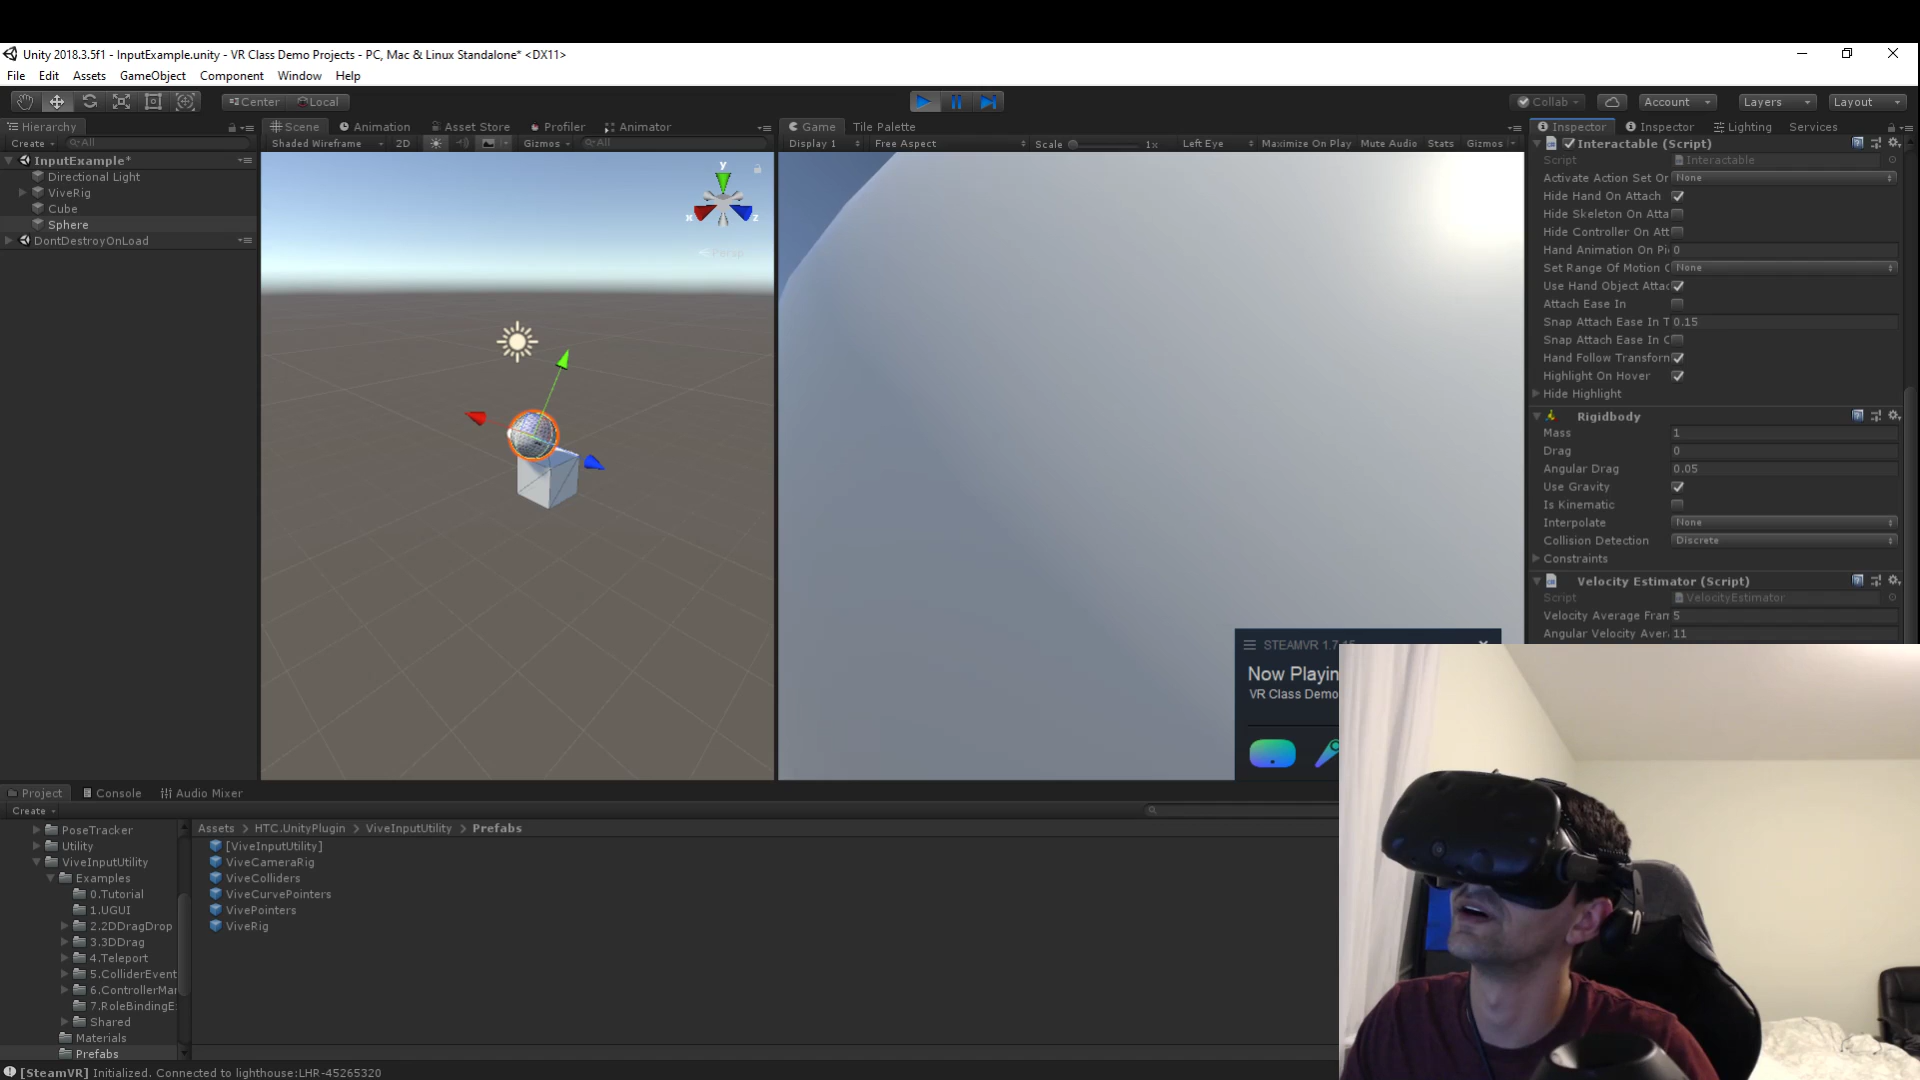 Unity 2018.3.5f1 - InputExample.unity - VR Class Demo Projects - PC, Mac & Linux Standalone* <DX11>
File Edit Assets GameObject Component Window Help
Center Local Collab Account Layers Layout
Hierarchy Scene Animation Asset Store Profiler Animator Game Tile Palette Inspector Inspector Lighting Services
Create All Shaded Wireframe 2D Gizmos All Display 1 Free Aspect Scale 1x Left Eye Maximize On Play Mute Audio Stats Gizmos
InputExample*
Directional Light
ViveRig
Cube
Sphere
DontDestroyOnLoad
y
x z
Persp
Interactable (Script)
Script Interactable
Activate Action Set Or None
Hide Hand On Attach
Hide Skeleton On Atta
Hide Controller On Att
Hand Animation On Pi 0
Set Range Of Motion None
Use Hand Object Attac
Attach Ease In
Snap Attach Ease In T 0.15
Snap Attach Ease In C
Hand Follow Transforn
Highlight On Hover
Hide Highlight
Rigidbody
Mass 1
Drag 0
Angular Drag 0.05
Use Gravity
Is Kinematic
Interpolate None
Collision Detection Discrete
Constraints
Velocity Estimator (Script)
Script VelocityEstimator
Velocity Average Fran 5
Angular Velocity Aver 11
STEAMVR 1.7.15
Now Playin
VR Class Demo
Project Console Audio Mixer
Create
PoseTracker
Utility
ViveInputUtility
Examples
0.Tutorial
1.UGUI
2.2DDragDrop
3.3DDrag
4.Teleport
5.ColliderEvent
6.ControllerMar
7.RoleBindingE
Shared
Materials
Prefabs
Assets > HTC.UnityPlugin > ViveInputUtility > Prefabs
[ViveInputUtility]
ViveCameraRig
ViveColliders
ViveCurvePointers
VivePointers
ViveRig
[SteamVR] Initialized. Connected to lighthouse:LHR-45265320